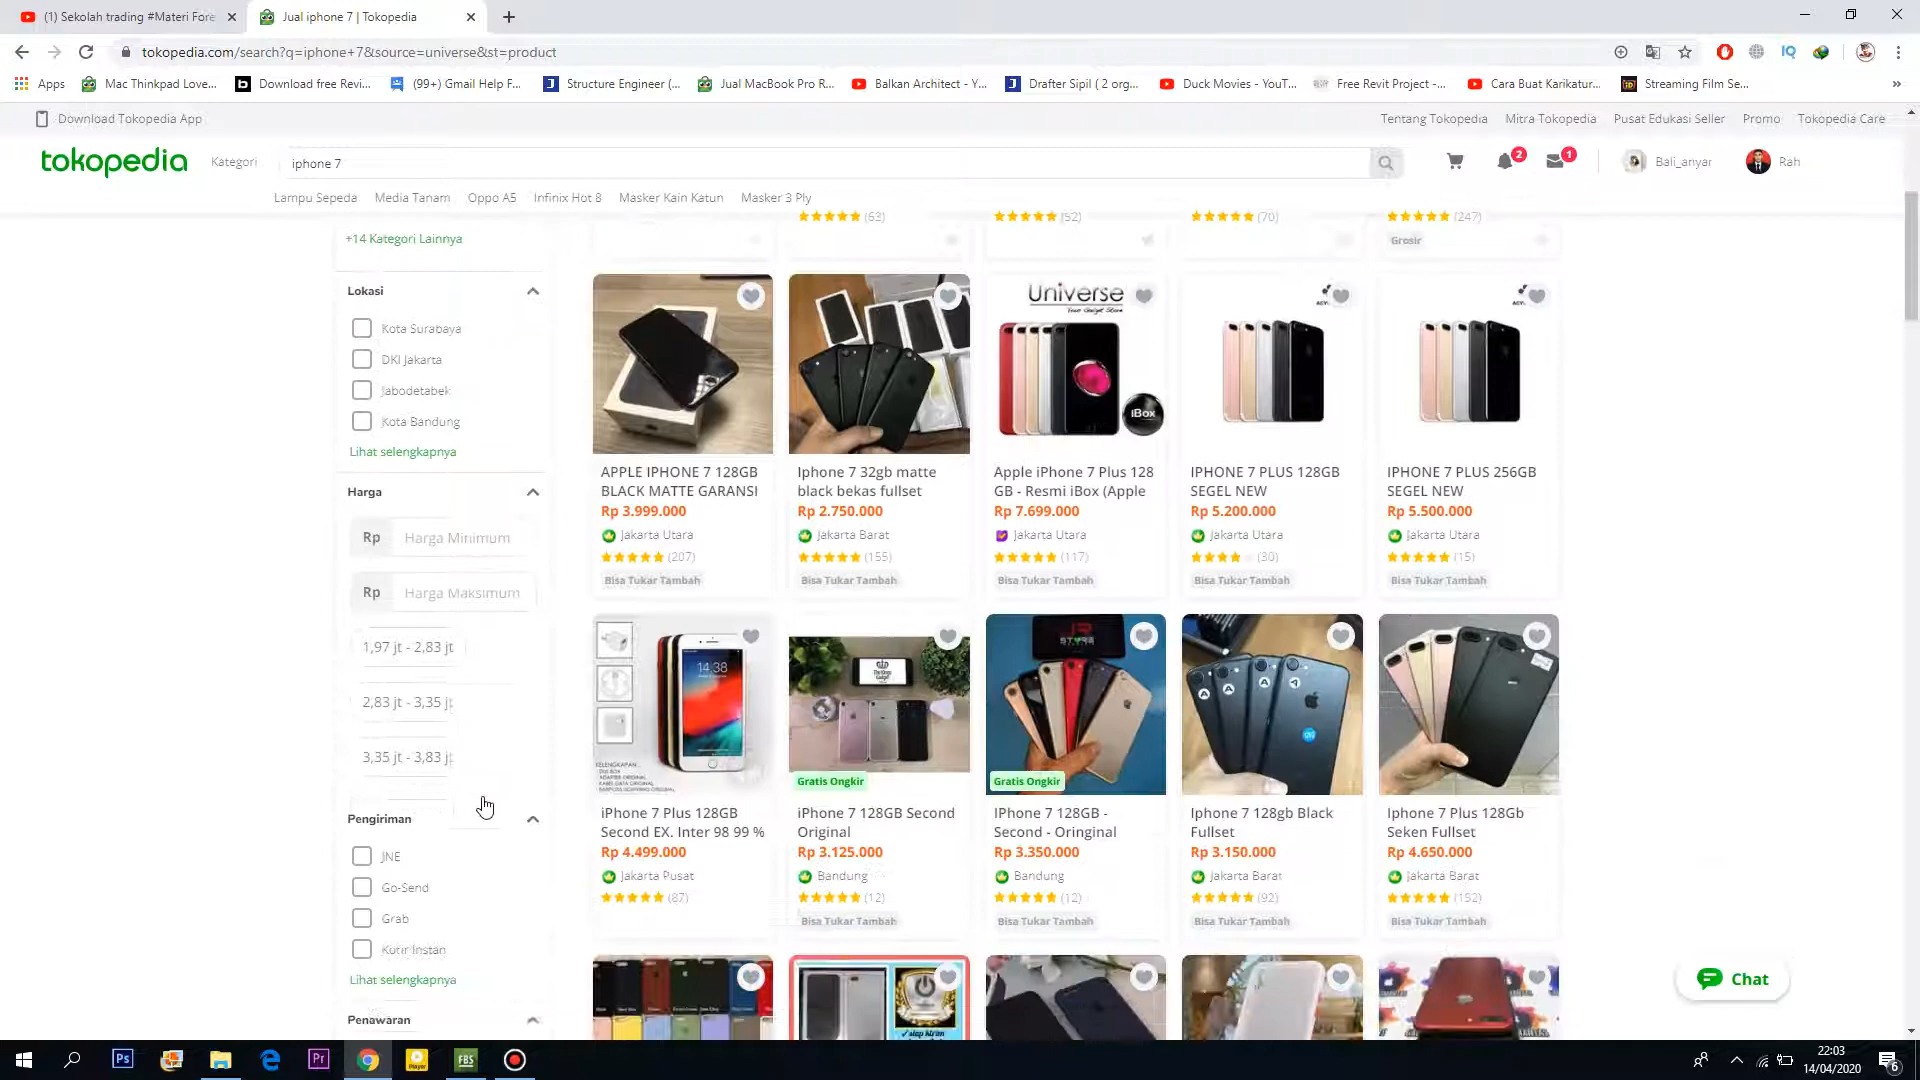 (1) Sekolah trading #Materi Fore
Jual iphone 7 | Tokopedia
tokopedia.com/search?q=iphone+7&source=universe&st=product
Apps
Mac Thinkpad Love...
Download free Revi...
(99+) Gmail Help F...
Structure Engineer (...
Jual MacBook Pro R...
Balkan Architect - Y...
Drafter Sipil ( 2 org...
Duck Movies - YouT...
Free Revit Project -...
Cara Buat Karikatur...
Streaming Film Se...
Download Tokopedia App
Tentang Tokopedia
Mitra Tokopedia
Pusat Edukasi Seller
Promo
Tokopedia Care
tokopedia
Kategori
iphone 7
2
1
Bali_anyar
Rah
Lampu Sepeda
Media Tanam
Oppo A5
Infinix Hot 8
Masker Kain Katun
Masker 3 Ply
(63)
(52)
(70)
(247)
Grosir
+14 Kategori Lainnya
Lokasi
Kota Surabaya
DKI Jakarta
Jabodetabek
Kota Bandung
Lihat selengkapnya
Harga
Rp Harga Minimum
Rp Harga Maksimum
1,97 jt - 2,83 jt
2,83 jt - 3,35 jt
3,35 jt - 3,83 jt
Pengiriman
JNE
Go-Send
Grab
Kurir Instan
Lihat selengkapnya
Penawaran
Universe
iBox
APPLE IPHONE 7 128GB
BLACK MATTE GARANSI
Rp 3.999.000
Jakarta Utara
(207)
Bisa Tukar Tambah
Iphone 7 32gb matte
black bekas fullset
Rp 2.750.000
Jakarta Barat
(155)
Bisa Tukar Tambah
Apple iPhone 7 Plus 128
GB - Resmi iBox (Apple
Rp 7.699.000
Jakarta Utara
(117)
Bisa Tukar Tambah
IPHONE 7 PLUS 128GB
SEGEL NEW
Rp 5.200.000
Jakarta Utara
(30)
Bisa Tukar Tambah
IPHONE 7 PLUS 256GB
SEGEL NEW
Rp 5.500.000
Jakarta Utara
(15)
Bisa Tukar Tambah
14:38
KELENGKAPAN :
STORE
Gratis Ongkir
Gratis Ongkir
iPhone 7 Plus 128GB
Second EX. Inter 98 99 %
Rp 4.499.000
Jakarta Pusat
(87)
iPhone 7 128GB Second
Original
Rp 3.125.000
Bandung
(12)
Bisa Tukar Tambah
IPhone 7 128GB -
Second - Oringinal
Rp 3.350.000
Bandung
(12)
Bisa Tukar Tambah
Iphone 7 128gb Black
Fullset
Rp 3.150.000
Jakarta Barat
(92)
Bisa Tukar Tambah
Iphone 7 Plus 128Gb
Seken Fullset
Rp 4.650.000
Jakarta Barat
(152)
Bisa Tukar Tambah
Chat
Ps
Pr
FBS
22:03
14/04/2020
6